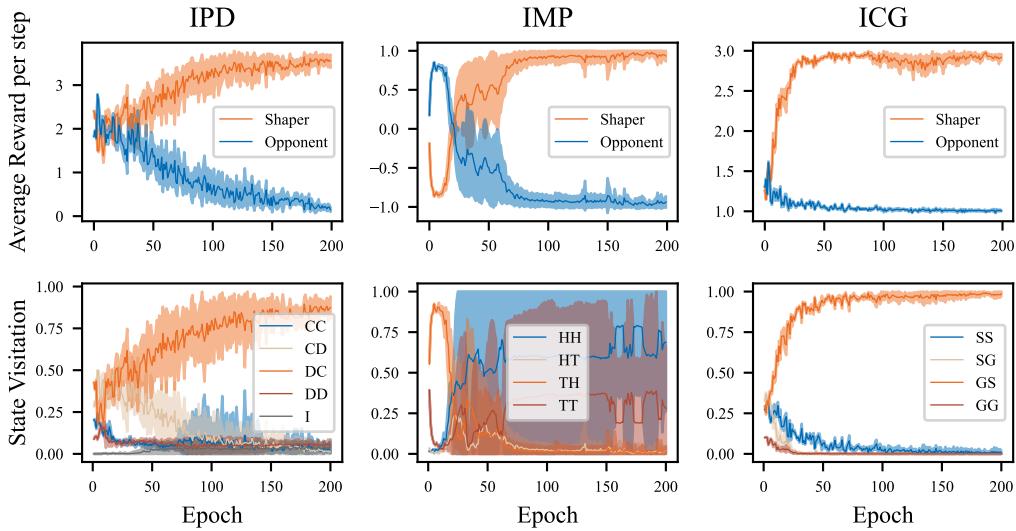 IPD
IMP
ICG
Average Reward per step
3
2
1
0
0 50 100 150 200
Shaper
Opponent
1.0
0.5
0.0
−0.5
−1.0
0 50 100 150 200
Shaper
Opponent
3.0
2.5
2.0
1.5
1.0
0 50 100 150 200
Shaper
Opponent
State Visitation
1.00
0.75
0.50
0.25
0.00
0 50 100 150 200
CC
CD
DC
DD
I
Epoch
1.00
0.75
0.50
0.25
0.00
0 50 100 150 200
HH
HT
TH
TT
Epoch
1.00
0.75
0.50
0.25
0.00
0 50 100 150 200
SS
SG
GS
GG
Epoch